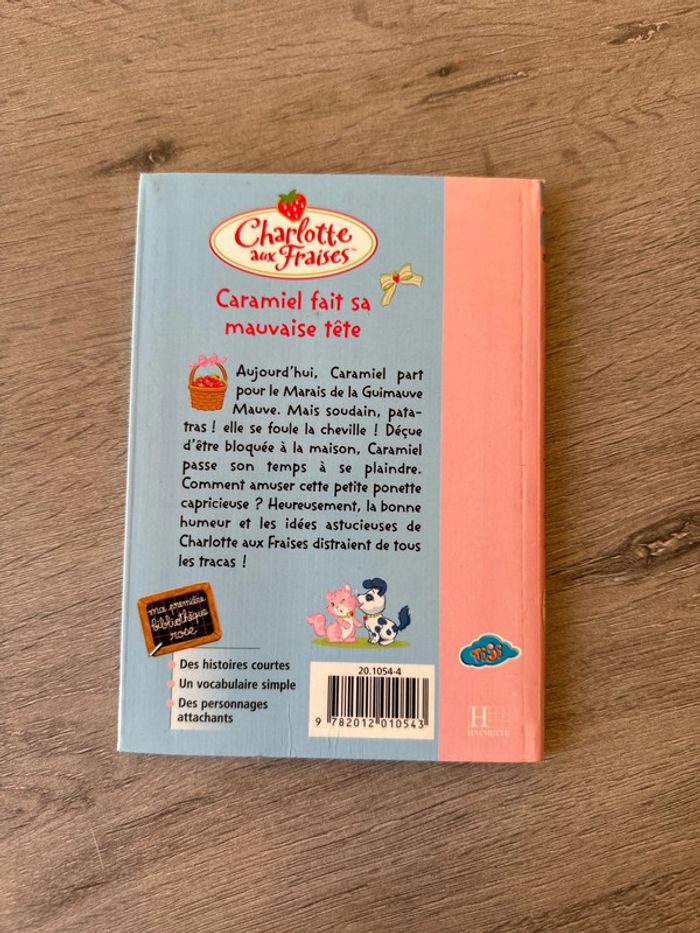 Charlotte
aux Fraises™
Caramiel fait sa
mauvaise tête
Aujourd'hui, Caramiel part
pour le Marais de la Guimauve
Mauve. Mais soudain, pata-
tras ! elle se foule la cheville ! Déçue
d'être bloquée à la maison, Caramiel
passe son temps à se plaindre.
Comment amuser cette petite ponette
capricieuse ? Heureusement, la bonne
humeur et les idées astucieuses de
Charlotte aux Fraises distraient de tous
les tracas !
ma première
bibliothèque
rose
Des histoires courtes
Un vocabulaire simple
Des personnages
attachants
20.1054-4
9 782012 010543
TiJi
H
HACHETTE